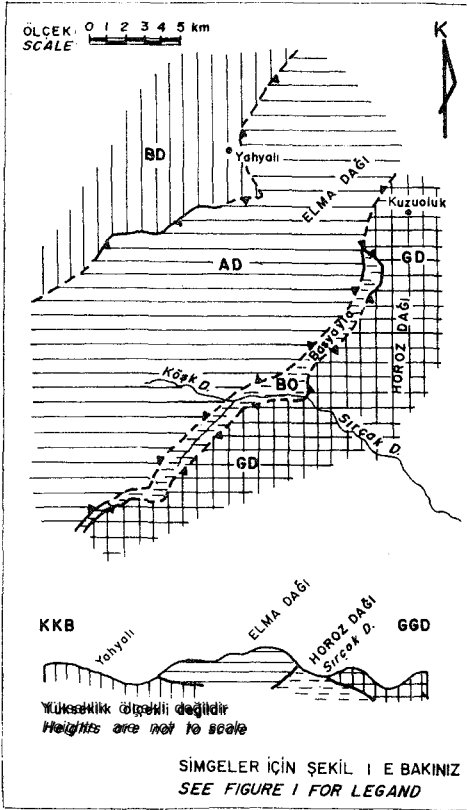 ÖLÇEK 0 1 2 3 4 5 km
SCALE
K
BD
Yahyalı
ELMA DAĞI
Kuzuoluk
AD
GD
HOROZ DAĞI
Başyayla
Köşk D.
BO
Sırçak D.
GD
KKB
Yahyalı
ELMA DAĞI
HOROZ DAĞI
Sırçak D.
GGD
Yükseklik ölçekli değildir
Heights are not to scale
SİMGELER İÇİN ŞEKİL 1 E BAKINIZ
SEE FIGURE 1 FOR LEGAND